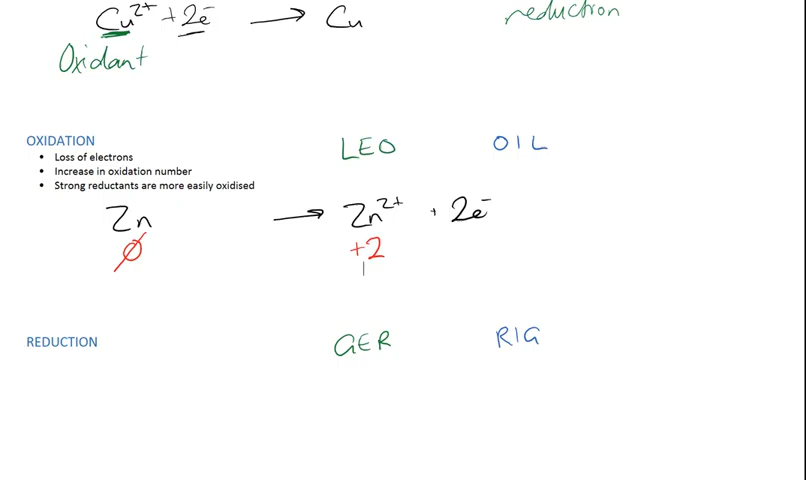 Cu²⁺ + 2e⁻ → Cu reduction
Oxidant
OXIDATION LEO OIL
• Loss of electrons
• Increase in oxidation number
• Strong reductants are more easily oxidised
Zn → Zn²⁺ + 2e⁻
0 +2
REDUCTION GER RIG